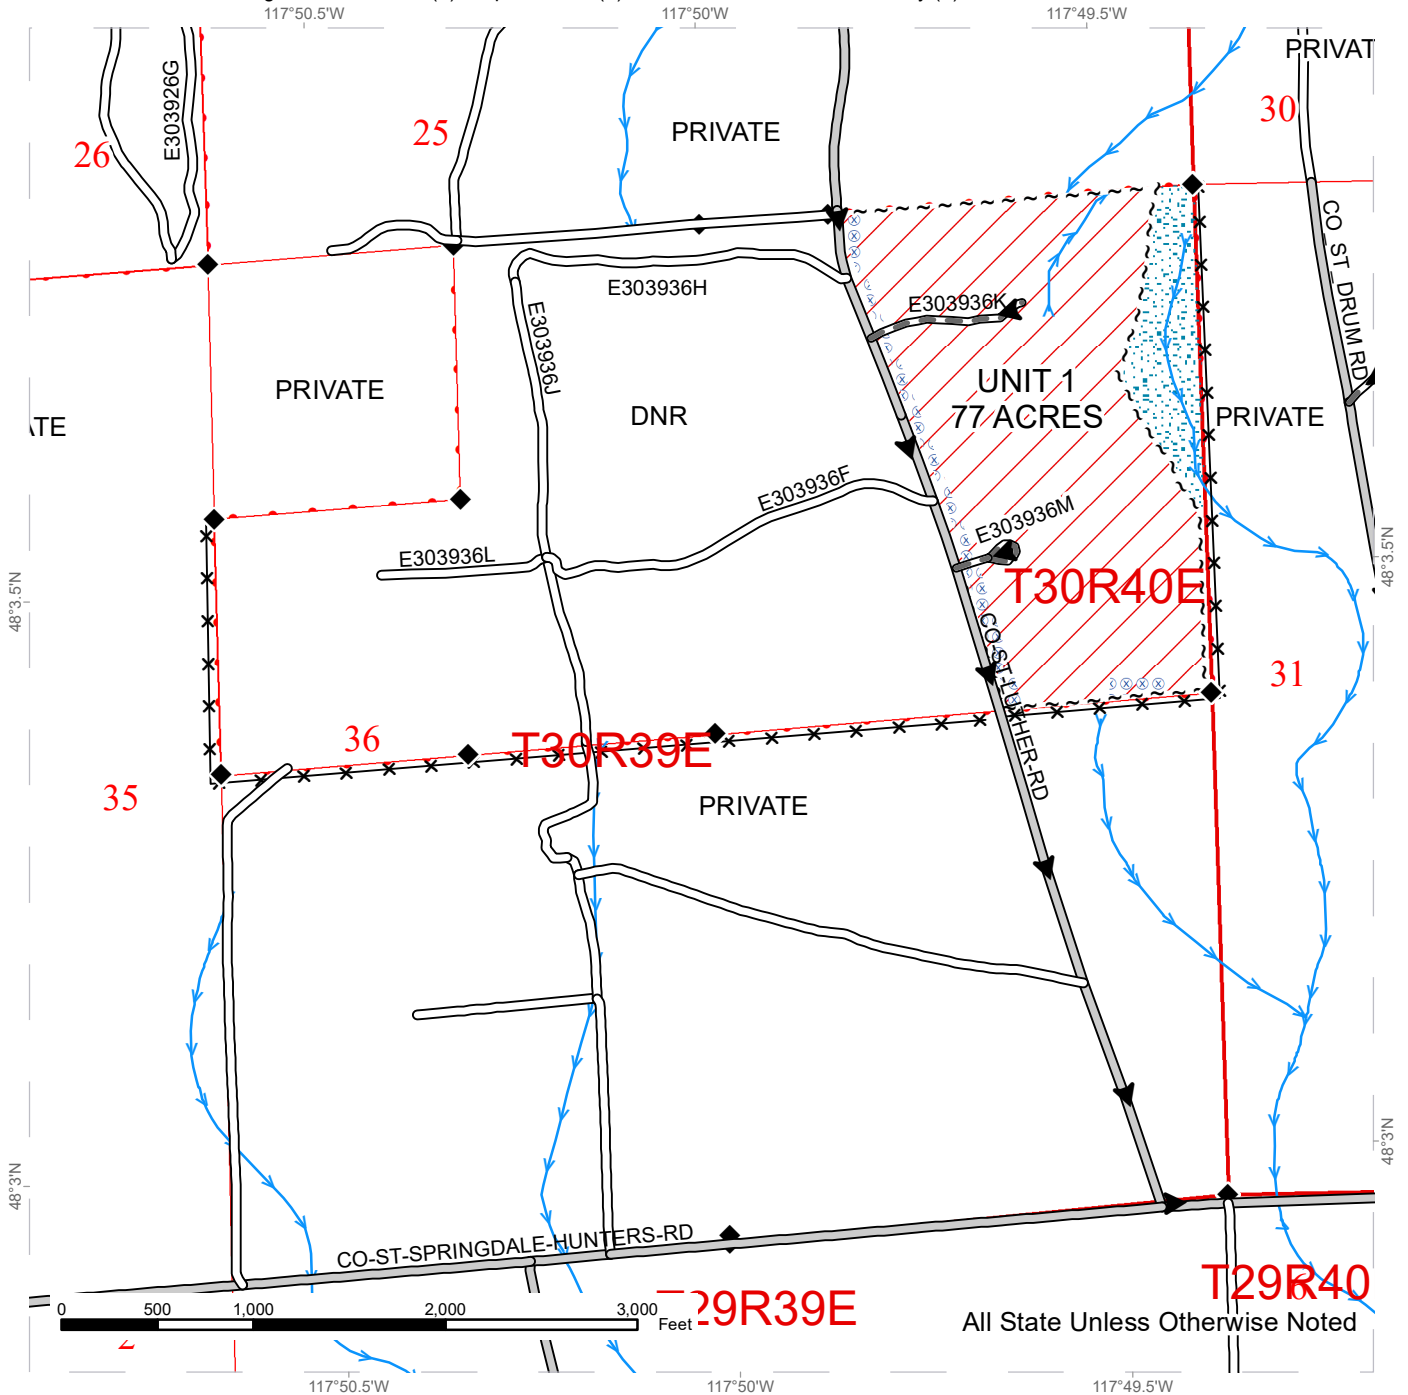 117°50.5'W
117°50'W
117°49.5'W
PRIVAT
26
E303926G
25
PRIVATE
30
CO_ST_DRUM RD
E303936H
E303936K
E303936J
PRIVATE
DNR
UNIT 1
77 ACRES
PRIVATE
E303936F
E303936M
E303936L
48°3.5'N
48°3.5'N
T30R40E
CO-ST-LUTHER-RD
31
36
T30R39E
35
PRIVATE
48°3'N
48°3'N
CO-ST-SPRINGDALE-HUNTERS-RD
T29R40
6
0
500
1,000
2,000
3,000
Feet
29R39E
All State Unless Otherwise Noted
2
117°50.5'W
117°50'W
117°49.5'W